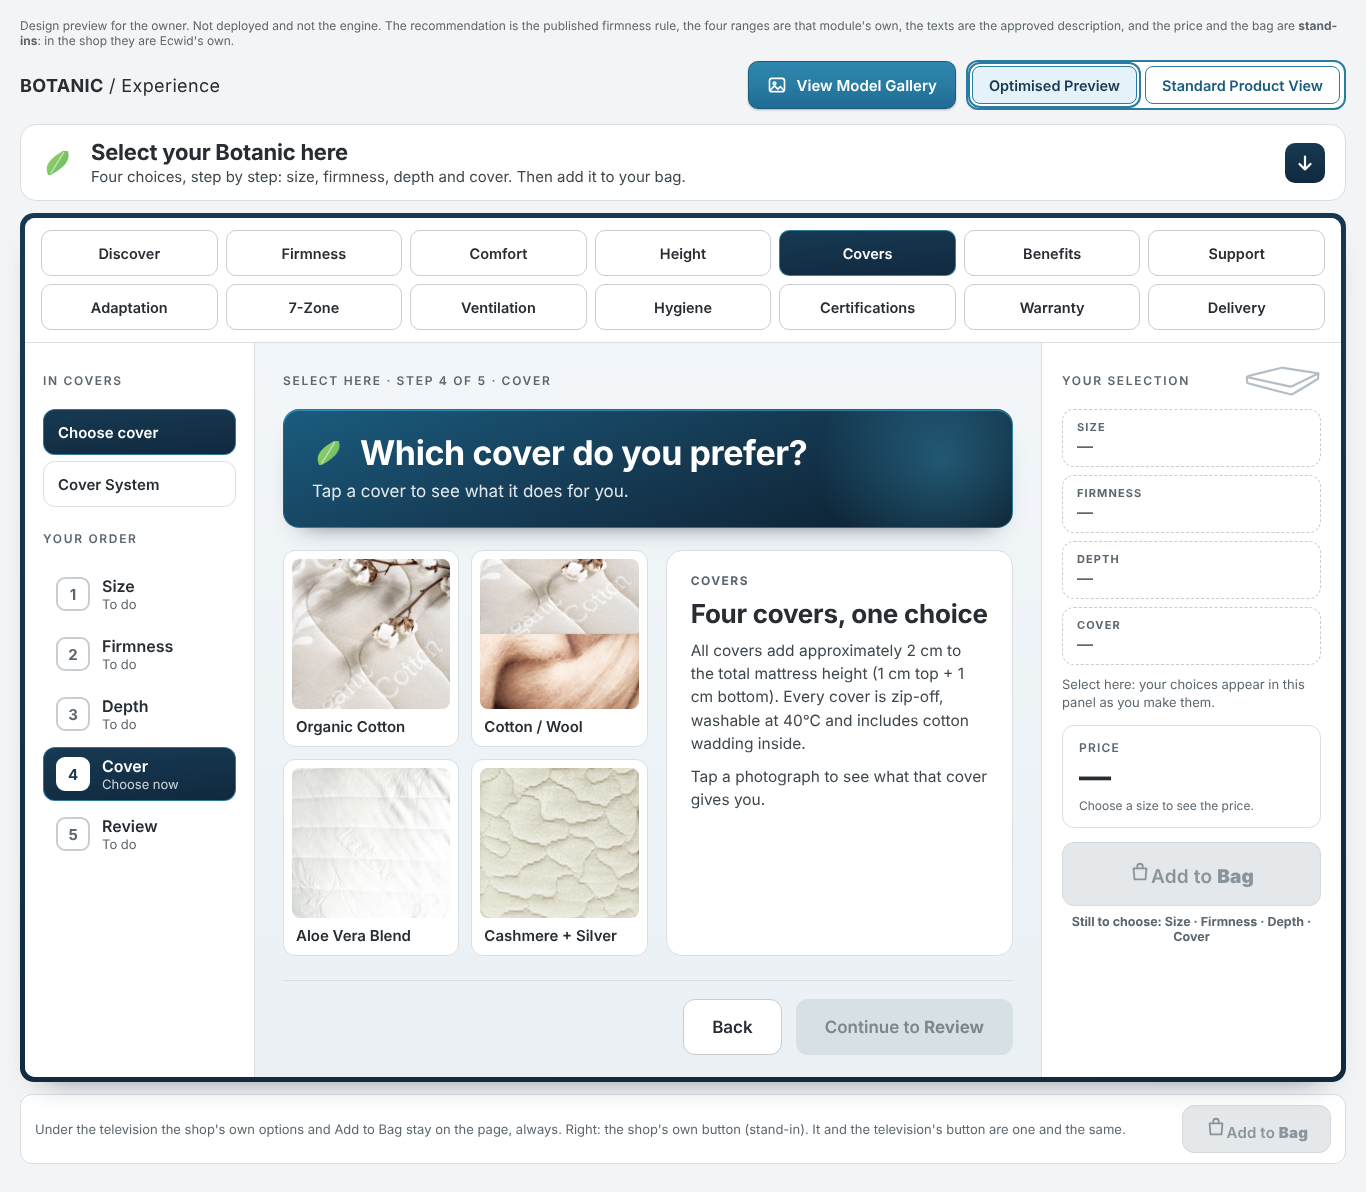 Design preview for the owner. Not deployed and not the engine. The recommendation is the published firmness rule, the four ranges are that module's own, the texts are the approved description, and the price and the bag are stand-
ins: in the shop they are Ecwid's own.
BOTANIC / Experience
View Model Gallery
Optimised Preview
Standard Product View
Select your Botanic here
Four choices, step by step: size, firmness, depth and cover. Then add it to your bag.
Discover
Firmness
Comfort
Height
Covers
Benefits
Support
Adaptation
7-Zone
Ventilation
Hygiene
Certifications
Warranty
Delivery
IN COVERS
Choose cover
Cover System
YOUR ORDER
1
Size
To do
2
Firmness
To do
3
Depth
To do
4
Cover
Choose now
5
Review
To do
SELECT HERE · STEP 4 OF 5 · COVER
Which cover do you prefer?
Tap a cover to see what it does for you.
Organic Cotton
Cotton / Wool
Aloe Vera Blend
Cashmere + Silver
COVERS
Four covers, one choice
All covers add approximately 2 cm to
the total mattress height (1 cm top + 1
cm bottom). Every cover is zip-off,
washable at 40°C and includes cotton
wadding inside.
Tap a photograph to see what that cover
gives you.
Back
Continue to Review
YOUR SELECTION
SIZE
—
FIRMNESS
—
DEPTH
—
COVER
—
Select here: your choices appear in this
panel as you make them.
PRICE
—
Choose a size to see the price.
Add to Bag
Still to choose: Size · Firmness · Depth ·
Cover
Under the television the shop's own options and Add to Bag stay on the page, always. Right: the shop's own button (stand-in). It and the television's button are one and the same.
Add to Bag